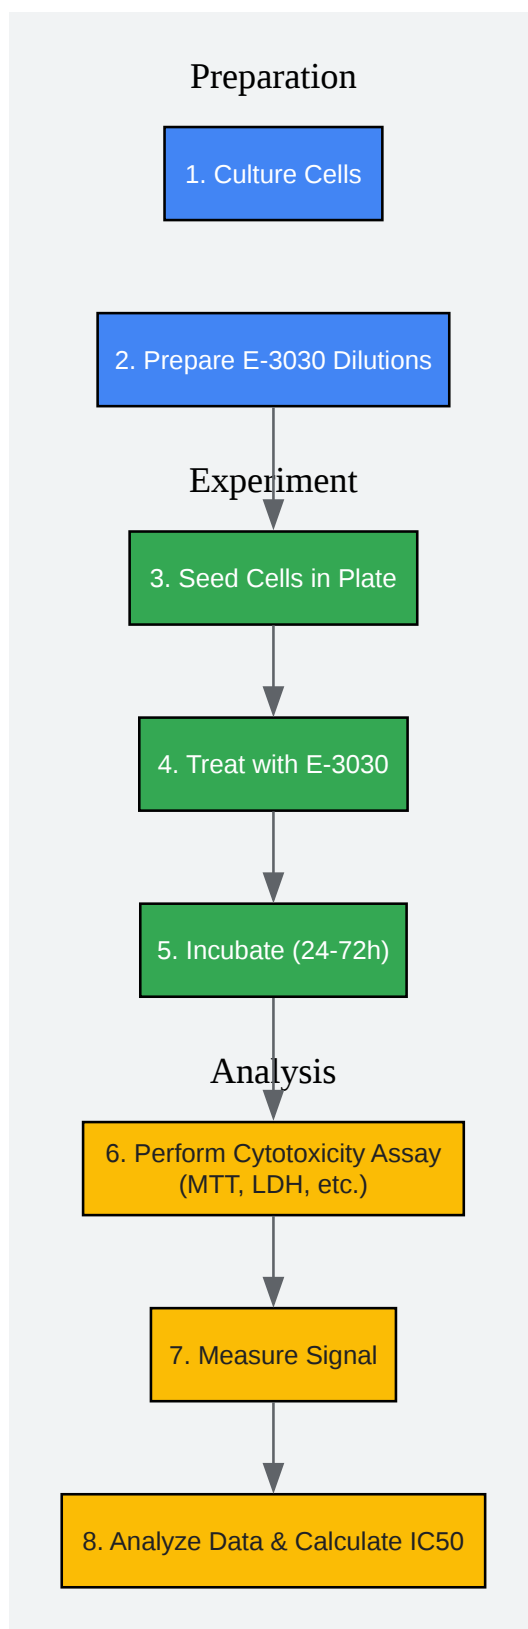 Preparation
1. Culture Cells
2. Prepare E-3030 Dilutions
Experiment
3. Seed Cells in Plate
4. Treat with E-3030
5. Incubate (24-72h)
Analysis
6. Perform Cytotoxicity Assay
(MTT, LDH, etc.)
7. Measure Signal
8. Analyze Data & Calculate IC50